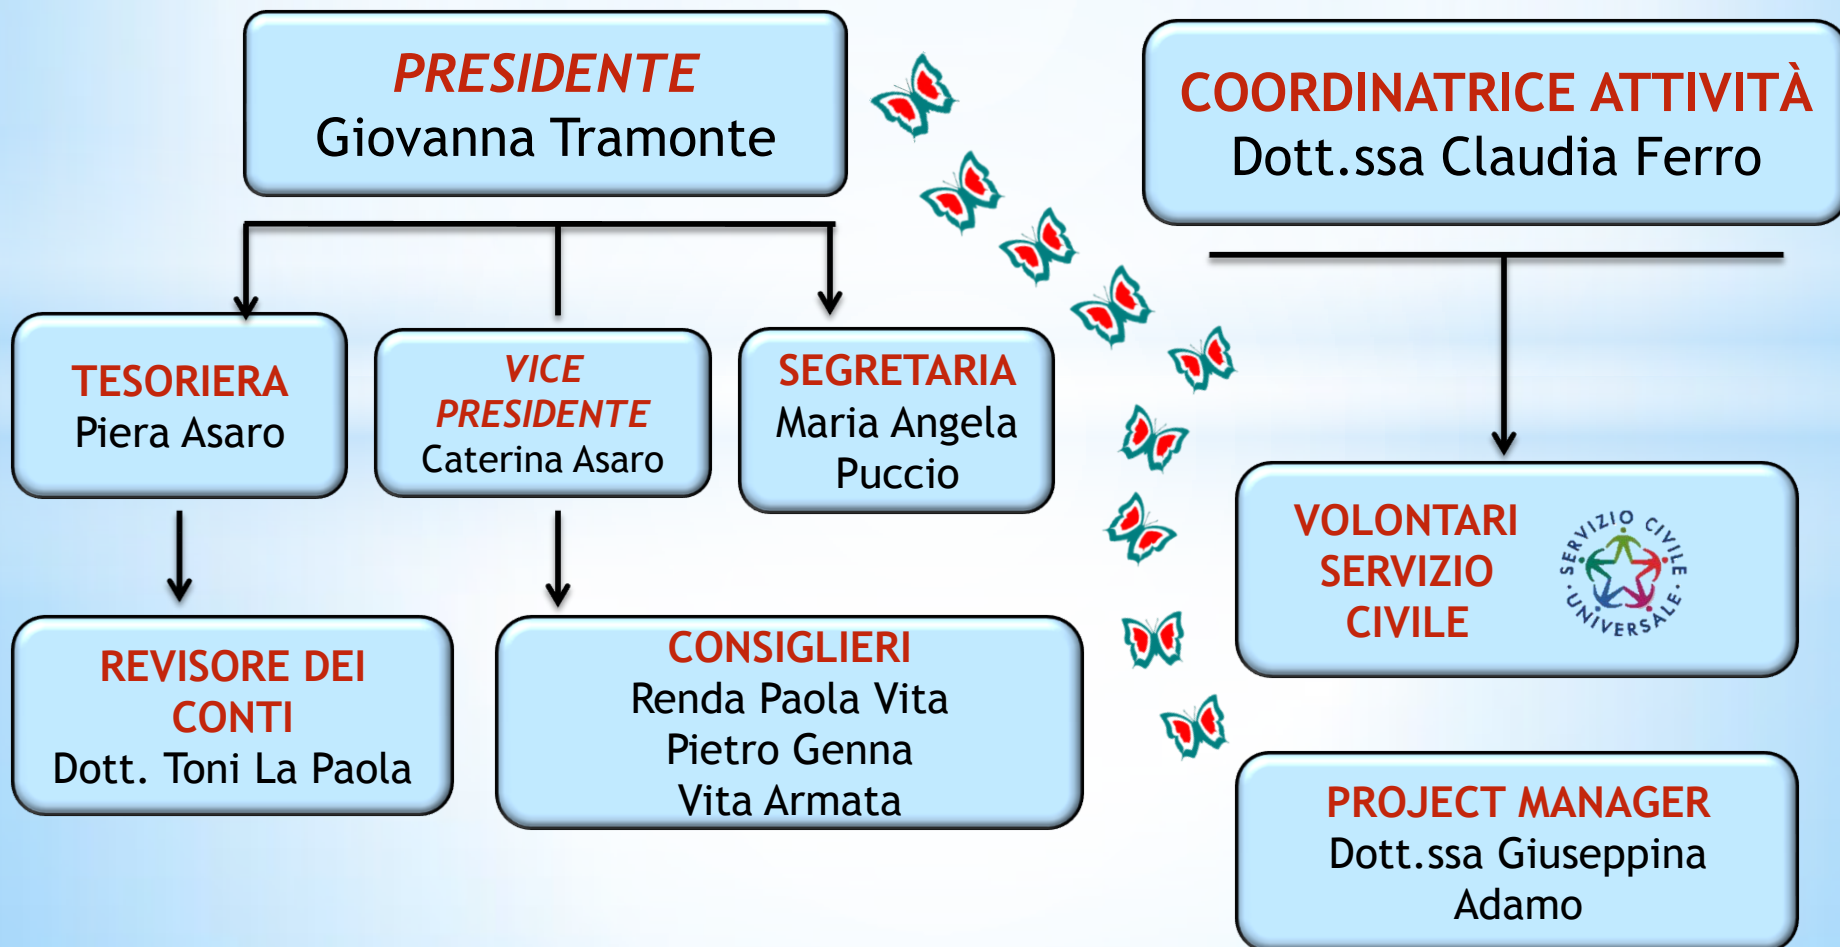 PRESIDENTE
Giovanna Tramonte
COORDINATRICE ATTIVITÀ
Dott.ssa Claudia Ferro
TESORIERA
Piera Asaro
VICE
PRESIDENTE
Caterina Asaro
SEGRETARIA
Maria Angela
Puccio
VOLONTARI
SERVIZIO
CIVILE
SERVIZIO CIVILE
UNIVERSALE
REVISORE DEI
CONTI
Dott. Toni La Paola
CONSIGLIERI
Renda Paola Vita
Pietro Genna
Vita Armata
PROJECT MANAGER
Dott.ssa Giuseppina
Adamo